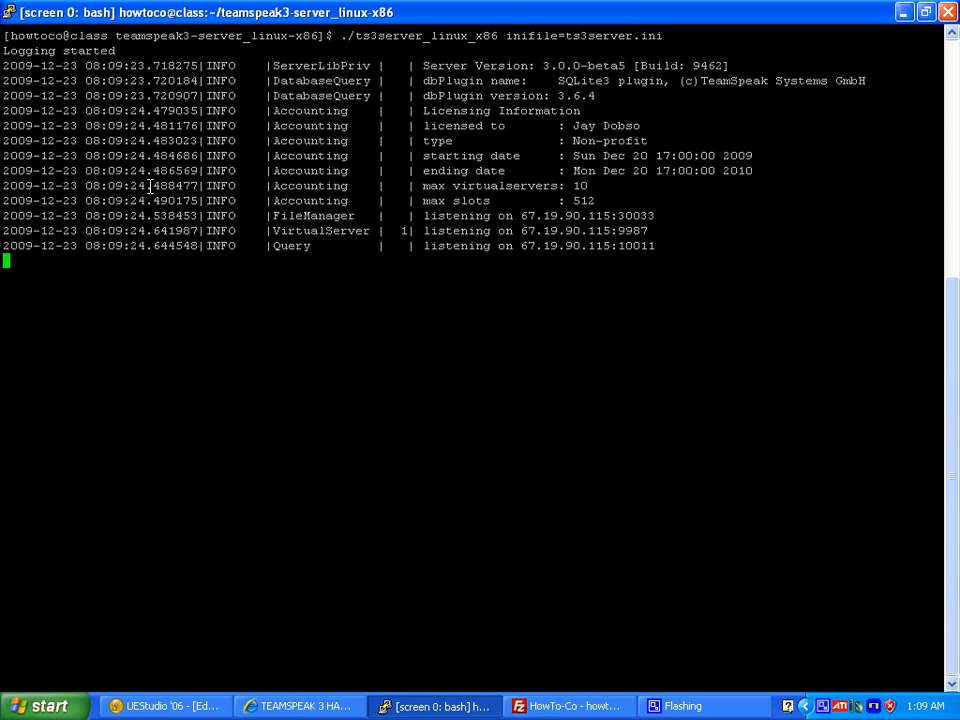 [screen 0: bash] howtoco@class:~/teamspeak3-server_linux-x86
[howtoco@class teamspeak3-server_linux-x86]$ ./ts3server_linux_x86 inifile=ts3server.ini
Logging started
2009-12-23 08:09:23.718275|INFO    |ServerLibPriv |   | Server Version: 3.0.0-beta5 [Build: 9462]
2009-12-23 08:09:23.720184|INFO    |DatabaseQuery |   | dbPlugin name:    SQLite3 plugin, (c)TeamSpeak Systems GmbH
2009-12-23 08:09:23.720907|INFO    |DatabaseQuery |   | dbPlugin version: 3.6.4
2009-12-23 08:09:24.479035|INFO    |Accounting    |   | Licensing Information
2009-12-23 08:09:24.481176|INFO    |Accounting    |   | licensed to       : Jay Dobso
2009-12-23 08:09:24.483023|INFO    |Accounting    |   | type              : Non-profit
2009-12-23 08:09:24.484686|INFO    |Accounting    |   | starting date     : Sun Dec 20 17:00:00 2009
2009-12-23 08:09:24.486569|INFO    |Accounting    |   | ending date       : Mon Dec 20 17:00:00 2010
2009-12-23 08:09:24.488477|INFO    |Accounting    |   | max virtualservers: 10
2009-12-23 08:09:24.490175|INFO    |Accounting    |   | max slots         : 512
2009-12-23 08:09:24.538453|INFO    |FileManager   |   | listening on 67.19.90.115:30033
2009-12-23 08:09:24.641987|INFO    |VirtualServer |  1| listening on 67.19.90.115:9987
2009-12-23 08:09:24.644548|INFO    |Query         |   | listening on 67.19.90.115:10011
start UEStudio '06 - [Ed... TEAMSPEAK 3 HA... [screen 0: bash] h... HowTo-Co - howt... Flashing ATI 1:09 AM